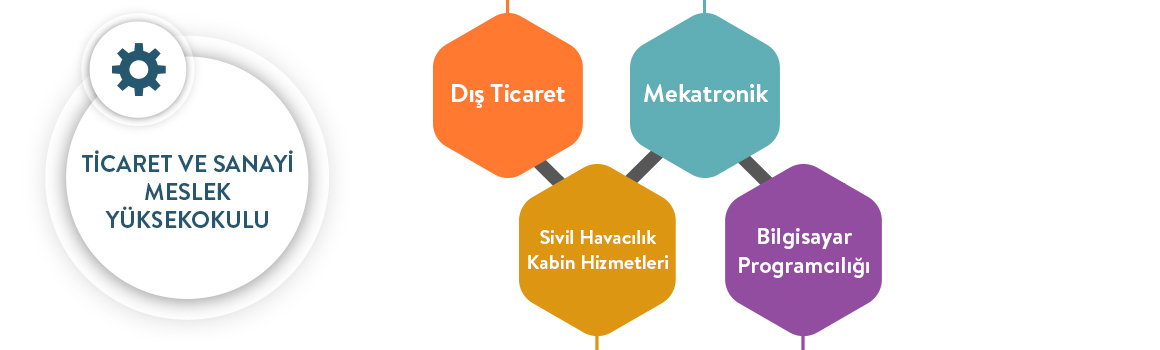 TİCARET VE SANAYİ
MESLEK
YÜKSEKOKULU
Dış Ticaret
Mekatronik
Sivil Havacılık
Kabin Hizmetleri
Bilgisayar
Programcılığı